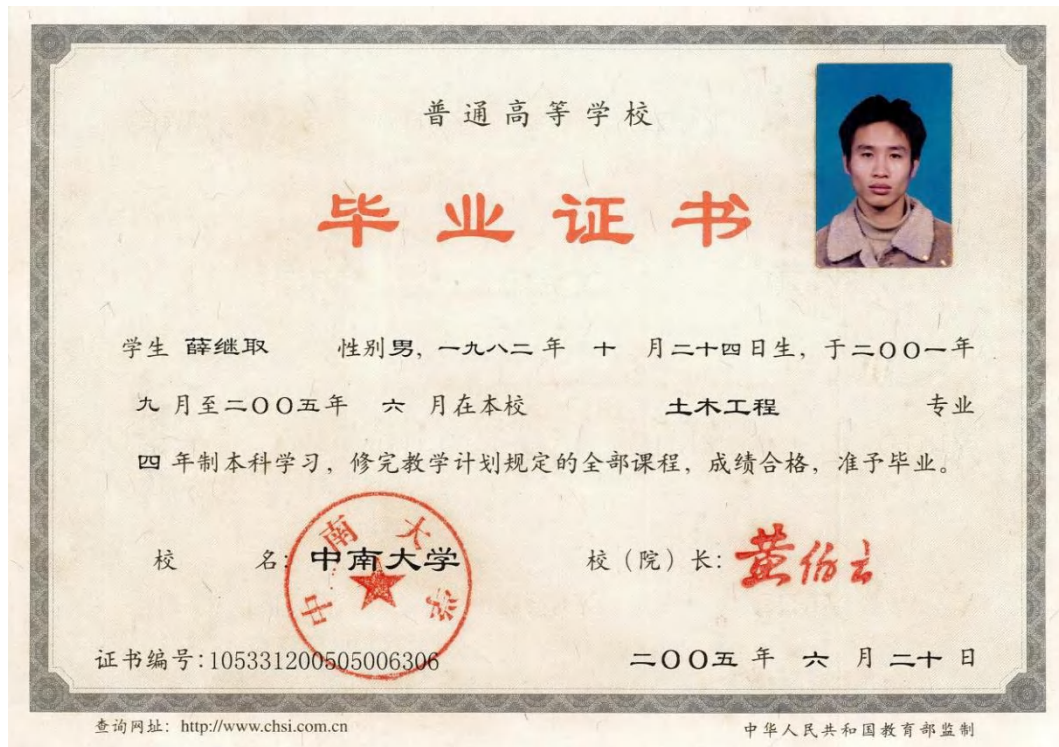 普通高等学校
毕业证书
学生 薛继取 性别男, 一九八二年 十 月二十四日生, 于二〇〇一年
九 月至二〇〇五年 六 月在本校 土木工程 专业
四 年制本科学习, 修完教学计划规定的全部课程, 成绩合格, 准予毕业。
校 名: 中南大学 校 (院) 长: 黄伯云
中南大学
证书编号:105331200505006306 二〇〇五 年 六 月 二十 日
查询网址: http://www.chsi.com.cn 中华人民共和国教育部监制